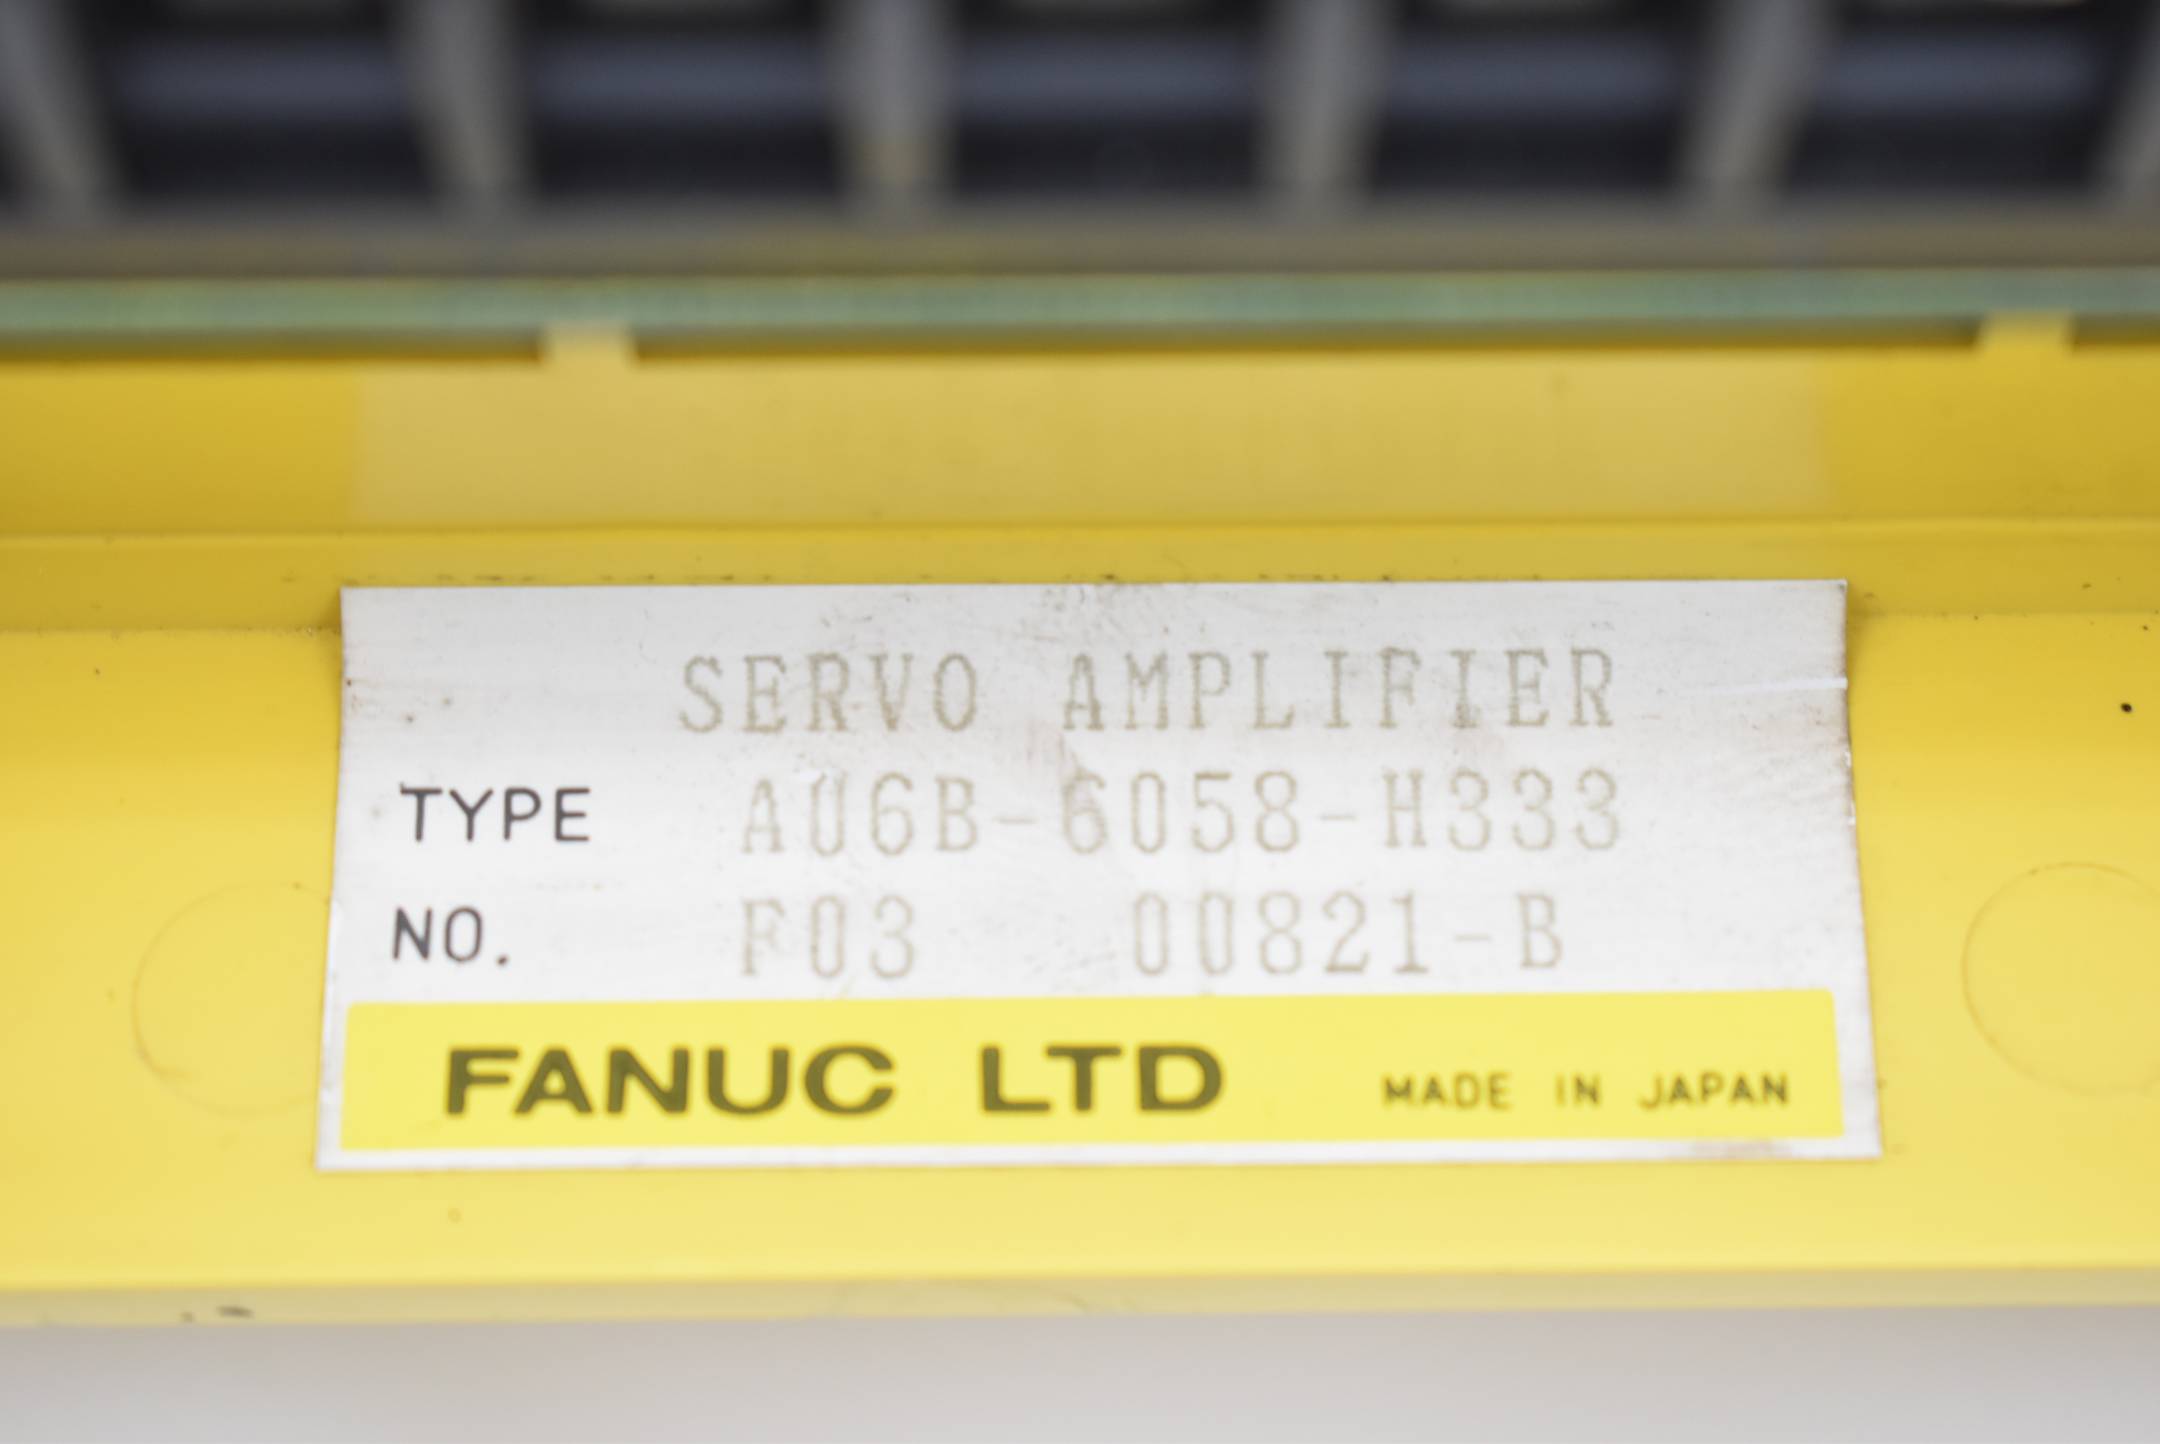 SERVO AMPLIFIER
TYPE A06B-6058-H333
NO. F03 00821-B
FANUC LTD MADE IN JAPAN